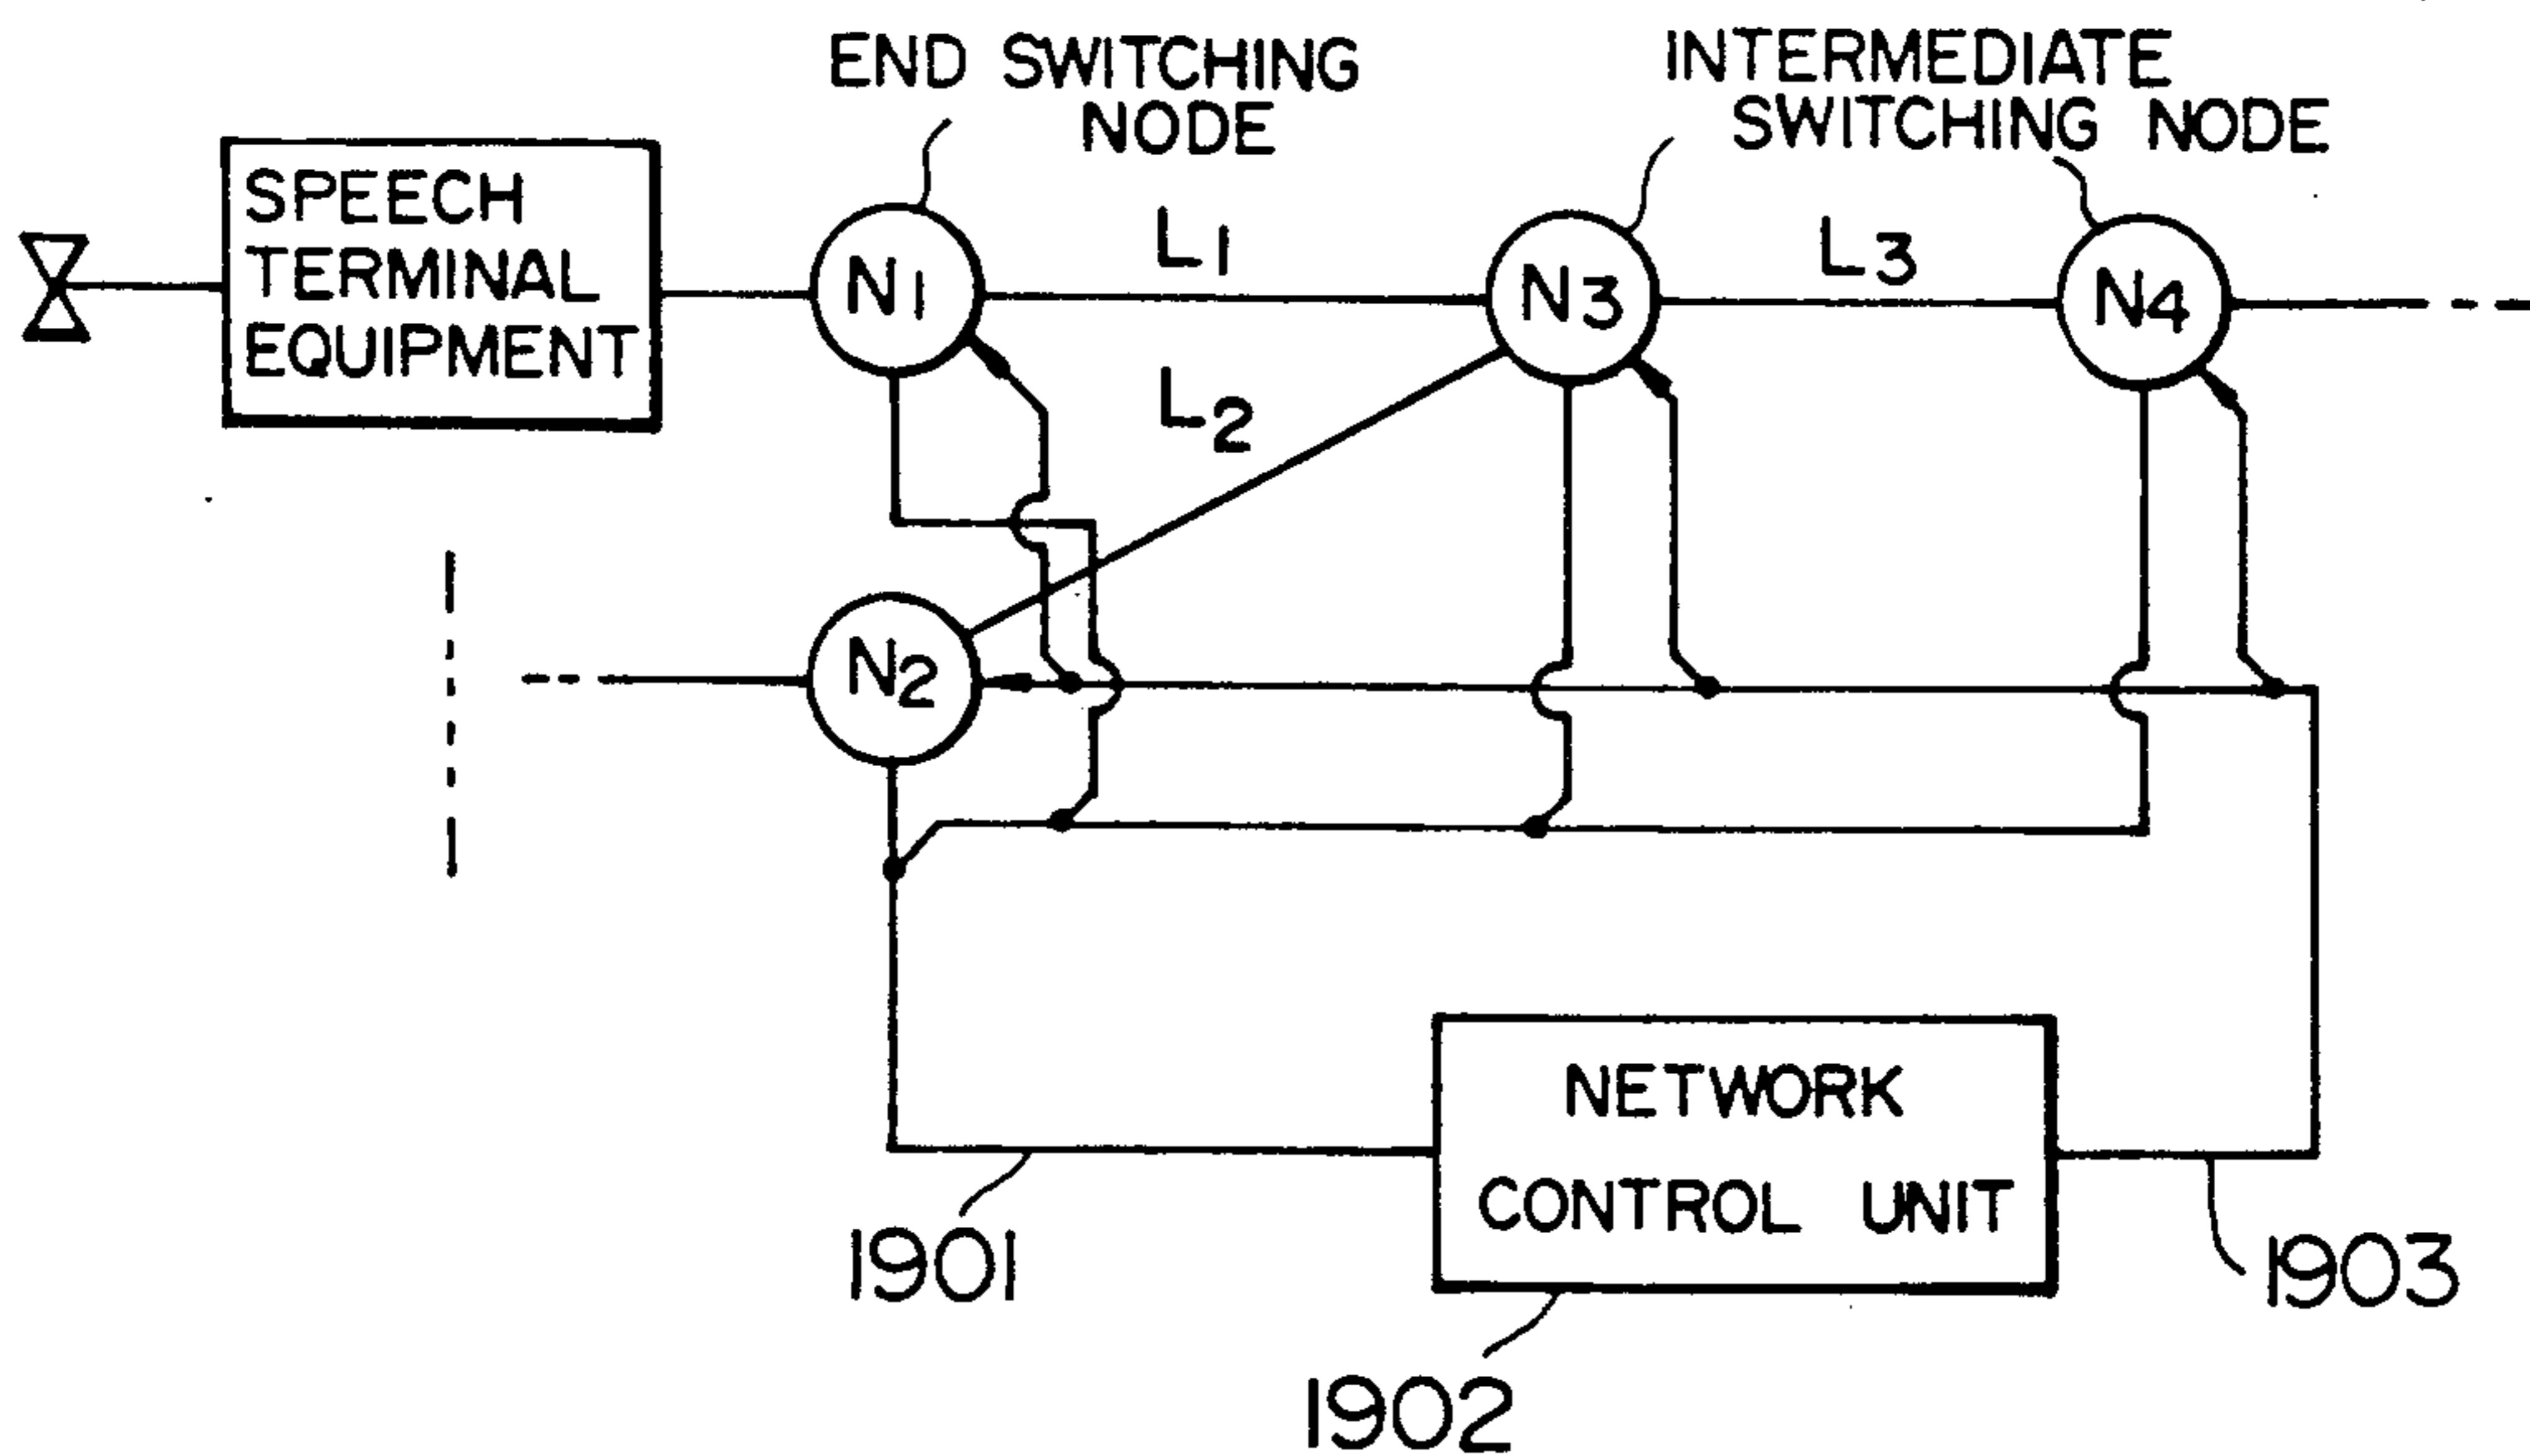 END SWITCHING
NODE
INTERMEDIATE
SWITCHING NODE
SPEECH
TERMINAL
EQUIPMENT
N1
L1
N3
L3
N4
L2
N2
NETWORK
CONTROL UNIT
1901
1903
1902